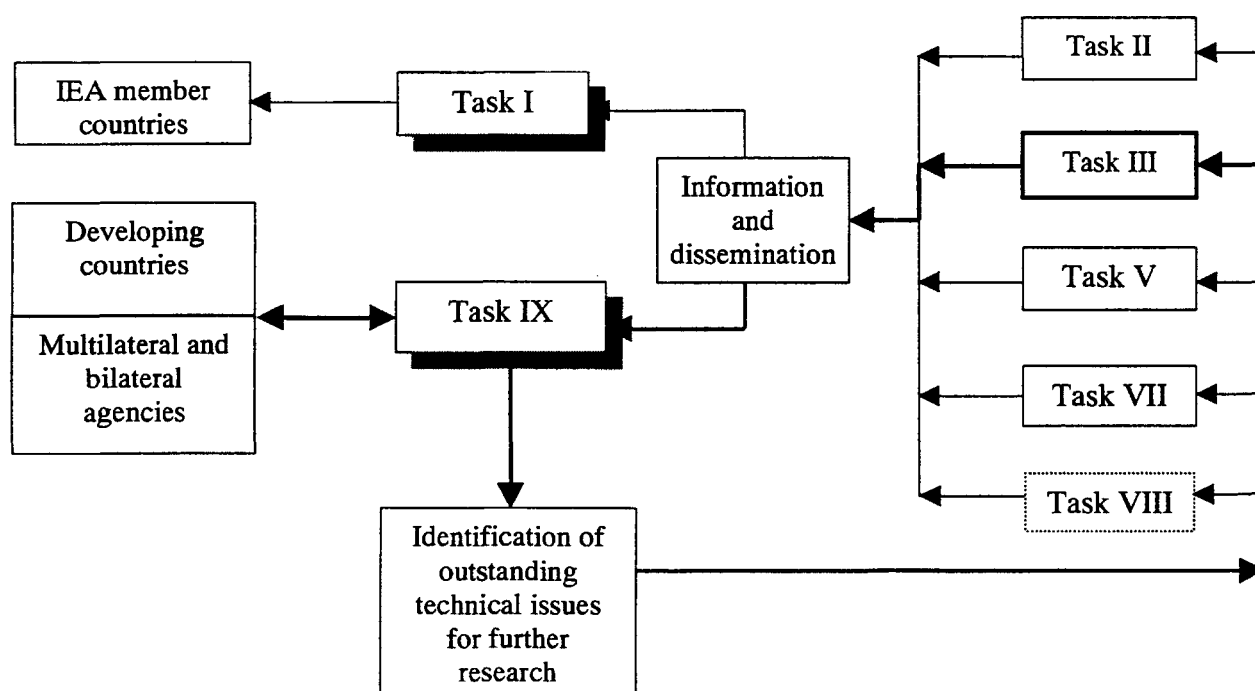 IEA member
countries
Task I
Developing
countries
Multilateral and
bilateral
agencies
Task IX
Information
and
dissemination
Identification of
outstanding
technical issues
for further
research
Task II
Task III
Task V
Task VII
Task VIII